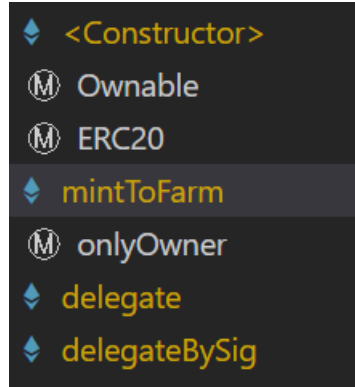 <Constructor>
Ⓜ Ownable
Ⓜ ERC20
mintToFarm
Ⓜ onlyOwner
delegate
delegateBySig